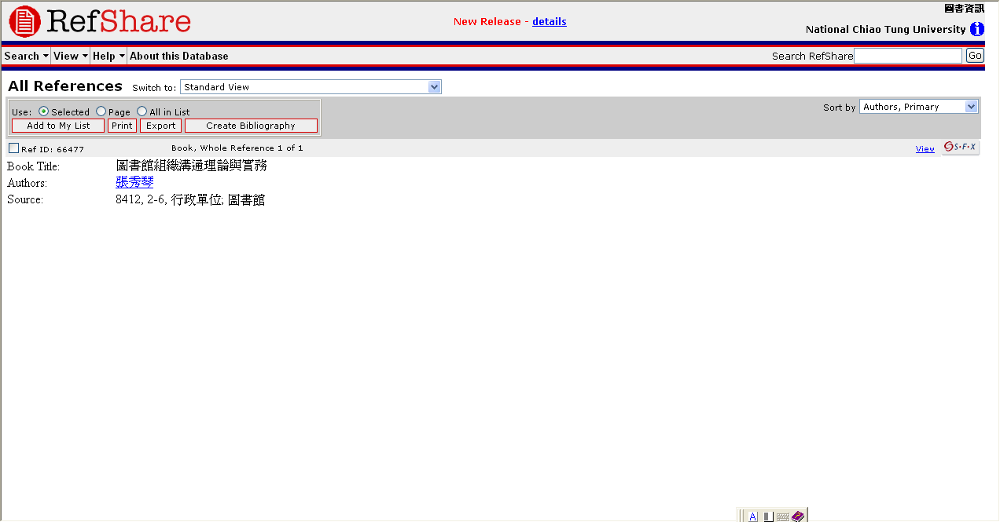 RefShare
New Release - details
圖書資訊
National Chiao Tung University i
Search View Help About this Database
Search RefShare Go
All References Switch to: Standard View
Use: Selected Page All in List
Sort by Authors, Primary
Add to My List Print Export Create Bibliography
Ref ID: 66477 Book, Whole Reference 1 of 1 View S·F·X
Book Title: 圖書館組織溝通理論與實務
Authors: 張秀琴
Source: 8412, 2-6, 行政單位; 圖書館
A